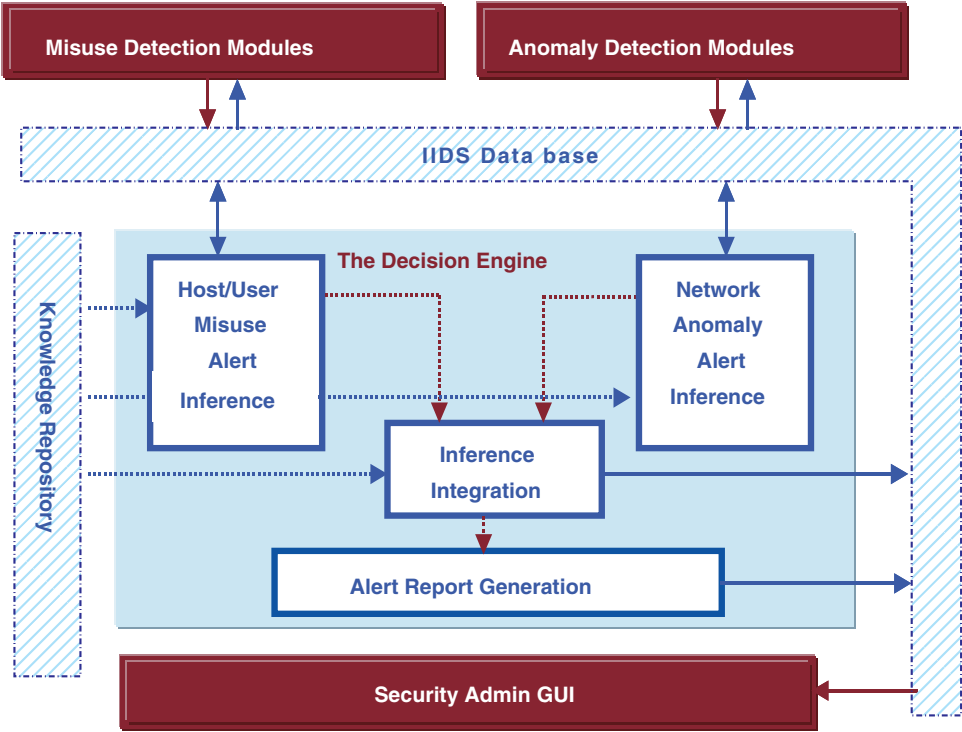 Misuse Detection Modules
Anomaly Detection Modules
IIDS Data base
The Decision Engine
Host/User
Misuse
Alert
Inference
Network
Anomaly
Alert
Inference
Knowledge Repository
Inference
Integration
Alert Report Generation
Security Admin GUI